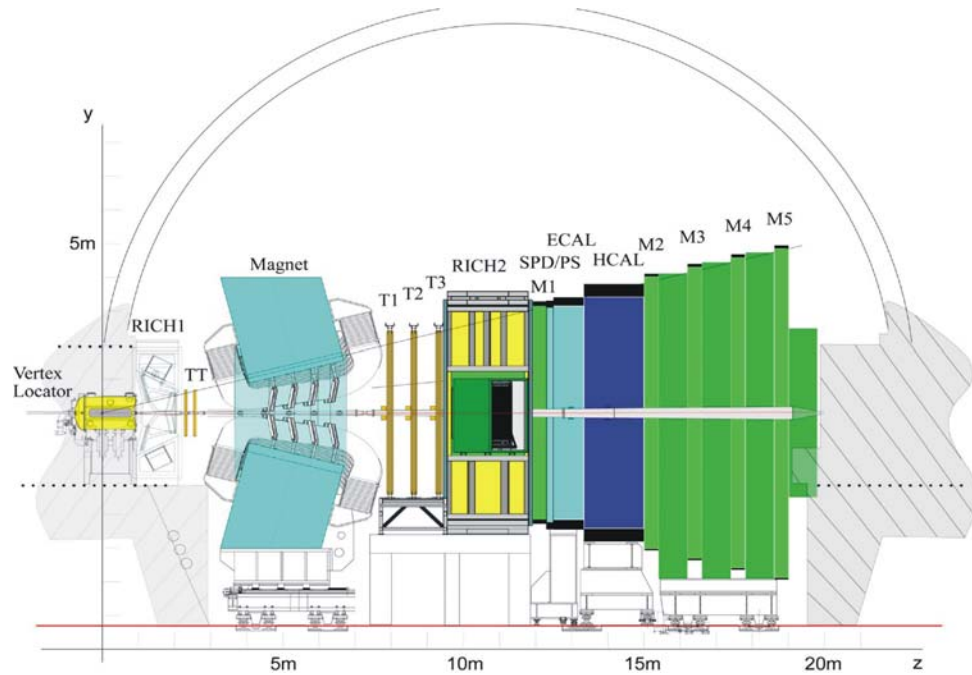 y
5m
Magnet
RICH1
TT
Vertex
Locator
T1
T2
T3
RICH2
ECAL
SPD/PS
M1
HCAL
M2
M3
M4
M5
5m
10m
15m
20m
z